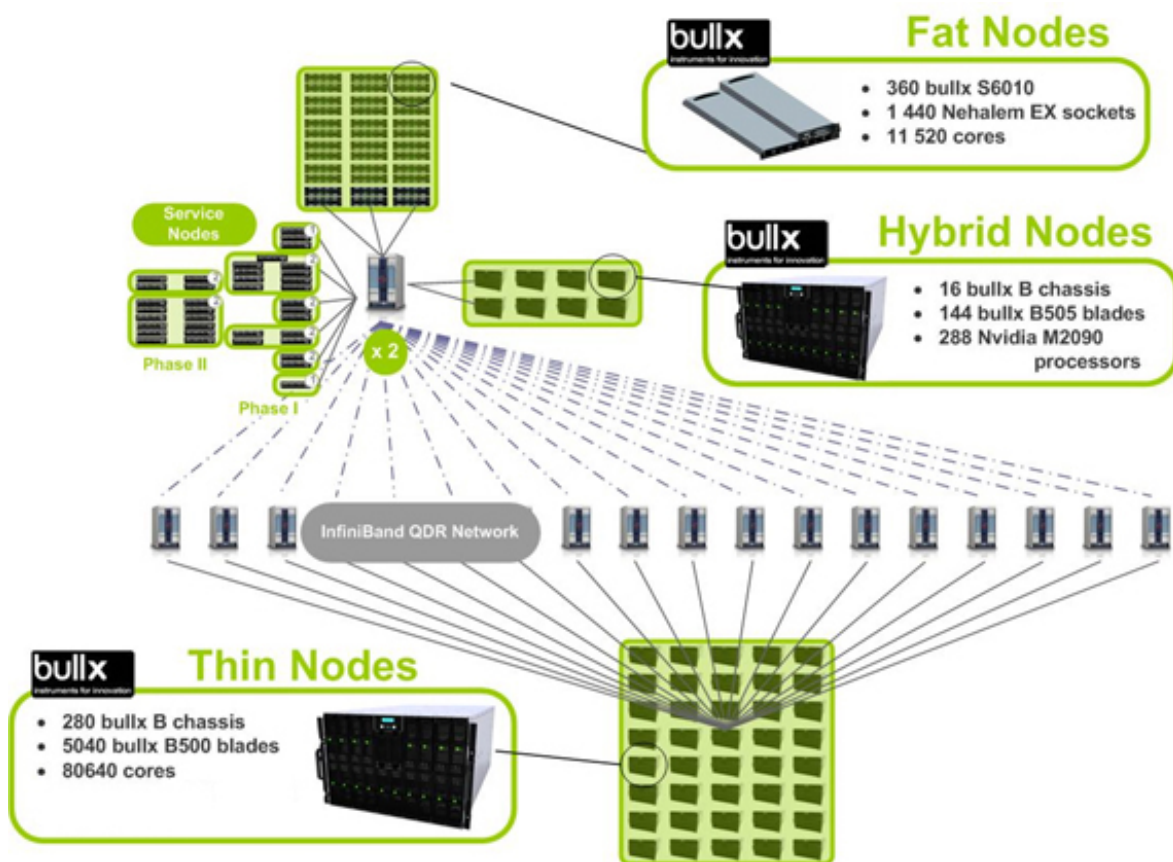 bullx
instruments for innovation
Fat Nodes
• 360 bullx S6010
• 1 440 Nehalem EX sockets
• 11 520 cores
Service
Nodes
bullx
instruments for innovation
Hybrid Nodes
• 16 bullx B chassis
• 144 bullx B505 blades
• 288 Nvidia M2090
processors
Phase II
x 2
Phase I
InfiniBand QDR Network
bullx
instruments for innovation
Thin Nodes
• 280 bullx B chassis
• 5040 bullx B500 blades
• 80640 cores